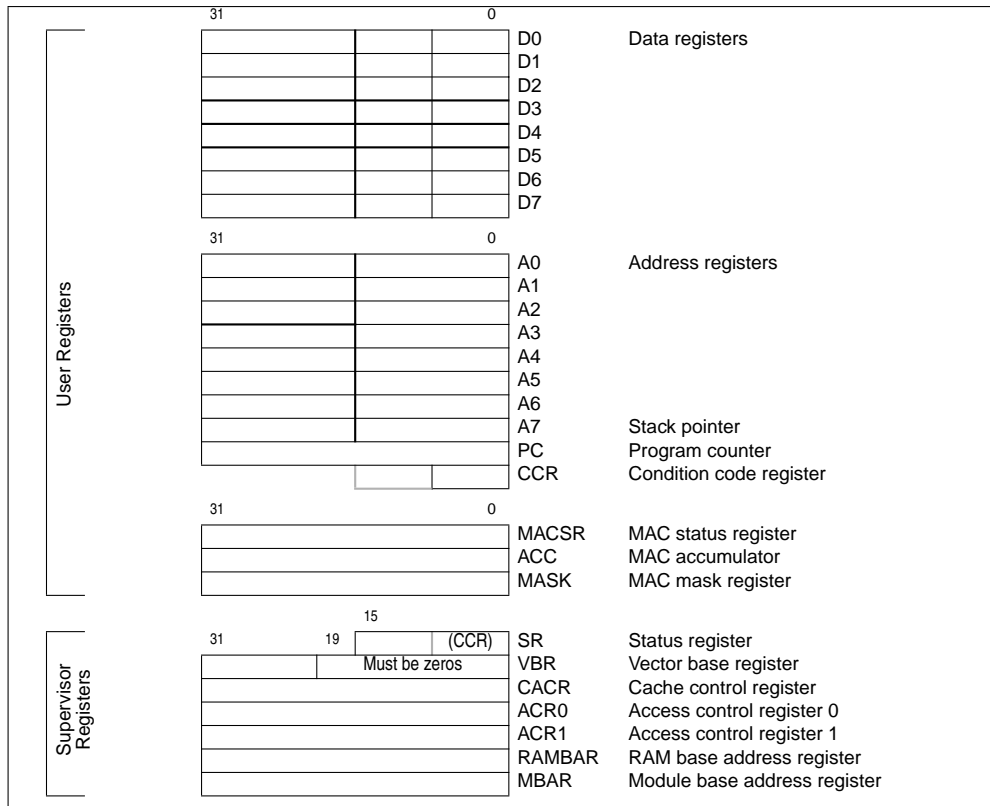 31 0
D0 Data registers
D1
D2
D3
D4
D5
D6
D7
31 0
A0 Address registers
A1
A2
A3
A4
A5
A6
A7 Stack pointer
PC Program counter
CCR Condition code register
31 0
MACSR MAC status register
ACC MAC accumulator
MASK MAC mask register
User Registers
15
31 19 (CCR) SR Status register
Must be zeros VBR Vector base register
CACR Cache control register
ACR0 Access control register 0
ACR1 Access control register 1
RAMBAR RAM base address register
MBAR Module base address register
Supervisor
Registers